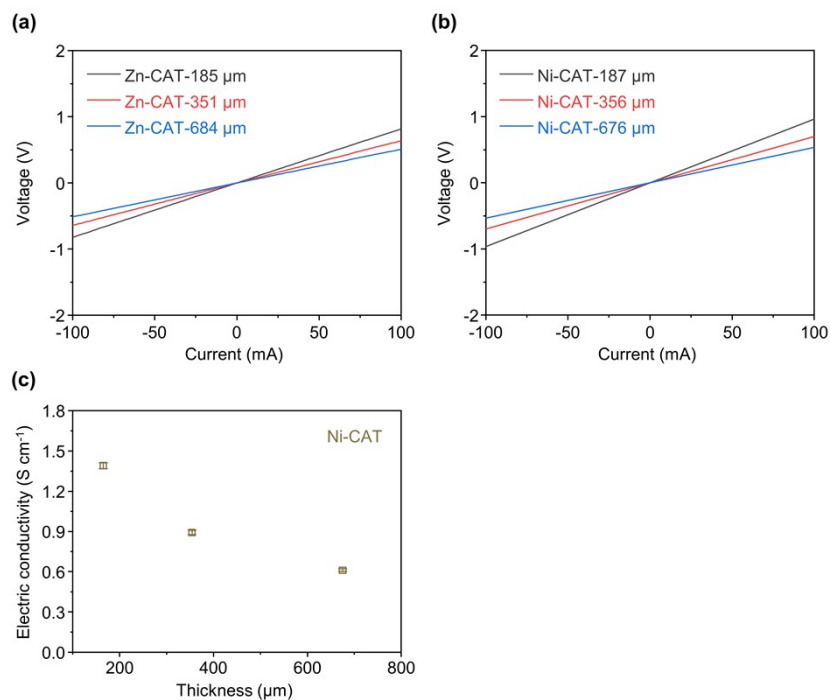 (a)
2
1
0
-1
-2
Voltage (V)
Zn-CAT-185 µm
Zn-CAT-351 µm
Zn-CAT-684 µm
-100
-50
0
50
100
Current (mA)
(b)
2
1
0
-1
-2
Voltage (V)
Ni-CAT-187 µm
Ni-CAT-356 µm
Ni-CAT-676 µm
-100
-50
0
50
100
Current (mA)
(c)
1.8
1.5
1.2
0.9
0.6
0.3
0.0
Electric conductivity (S cm⁻¹)
Ni-CAT
200
400
600
800
Thickness (µm)